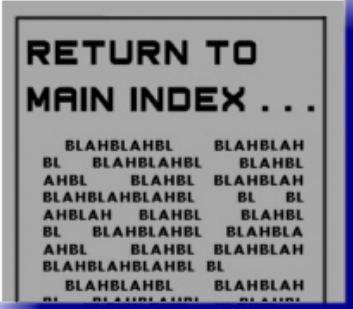 RETURN TO
MAIN INDEX . . .
BLAHBLAHBL BLAHBLAH
BL BLAHBLAHBL BLAHBL
AHBL BLAHBL BLAHBLAH
BLAHBLAHBLAHBL BL BL
AHBLAH BLAHBL BLAHBL
BL BLAHBLAHBL BLAHBLA
AHBL BLAHBL BLAHBLAH
BLAHBLAHBLAHBL BL
BLAHBLAHBL BLAHBLAH